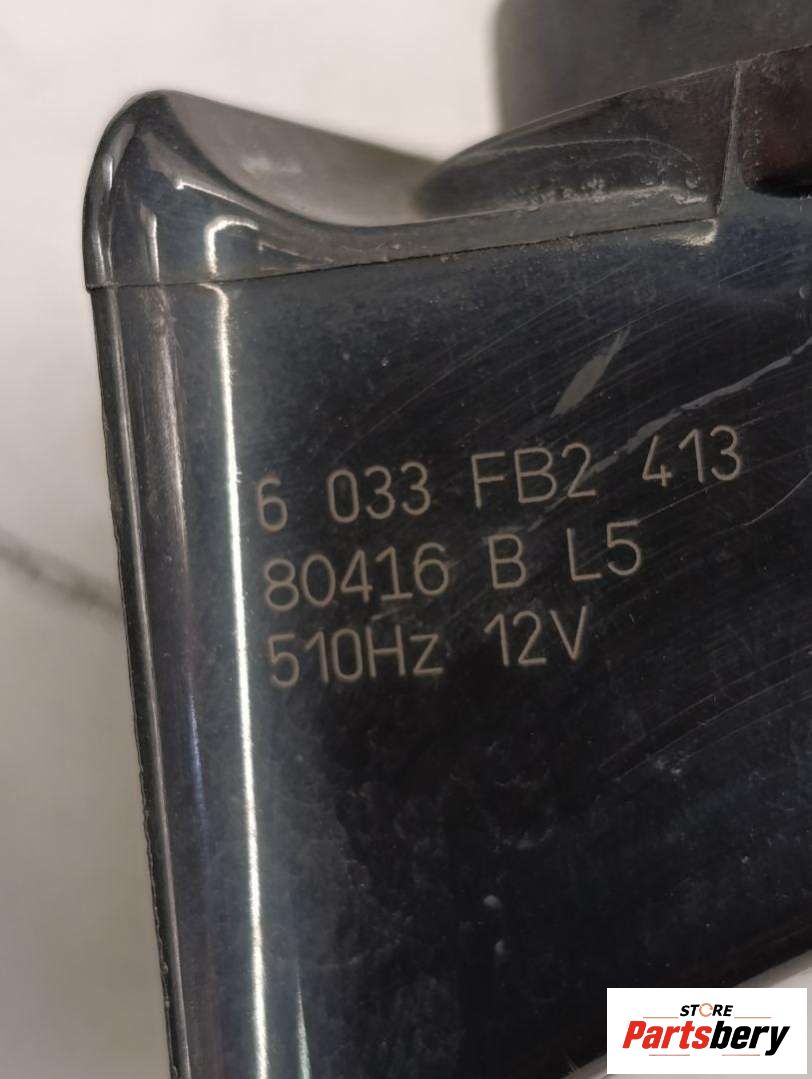 6 033 FB2 413
80416 B L5
510Hz 12V
STORE
Partsbery